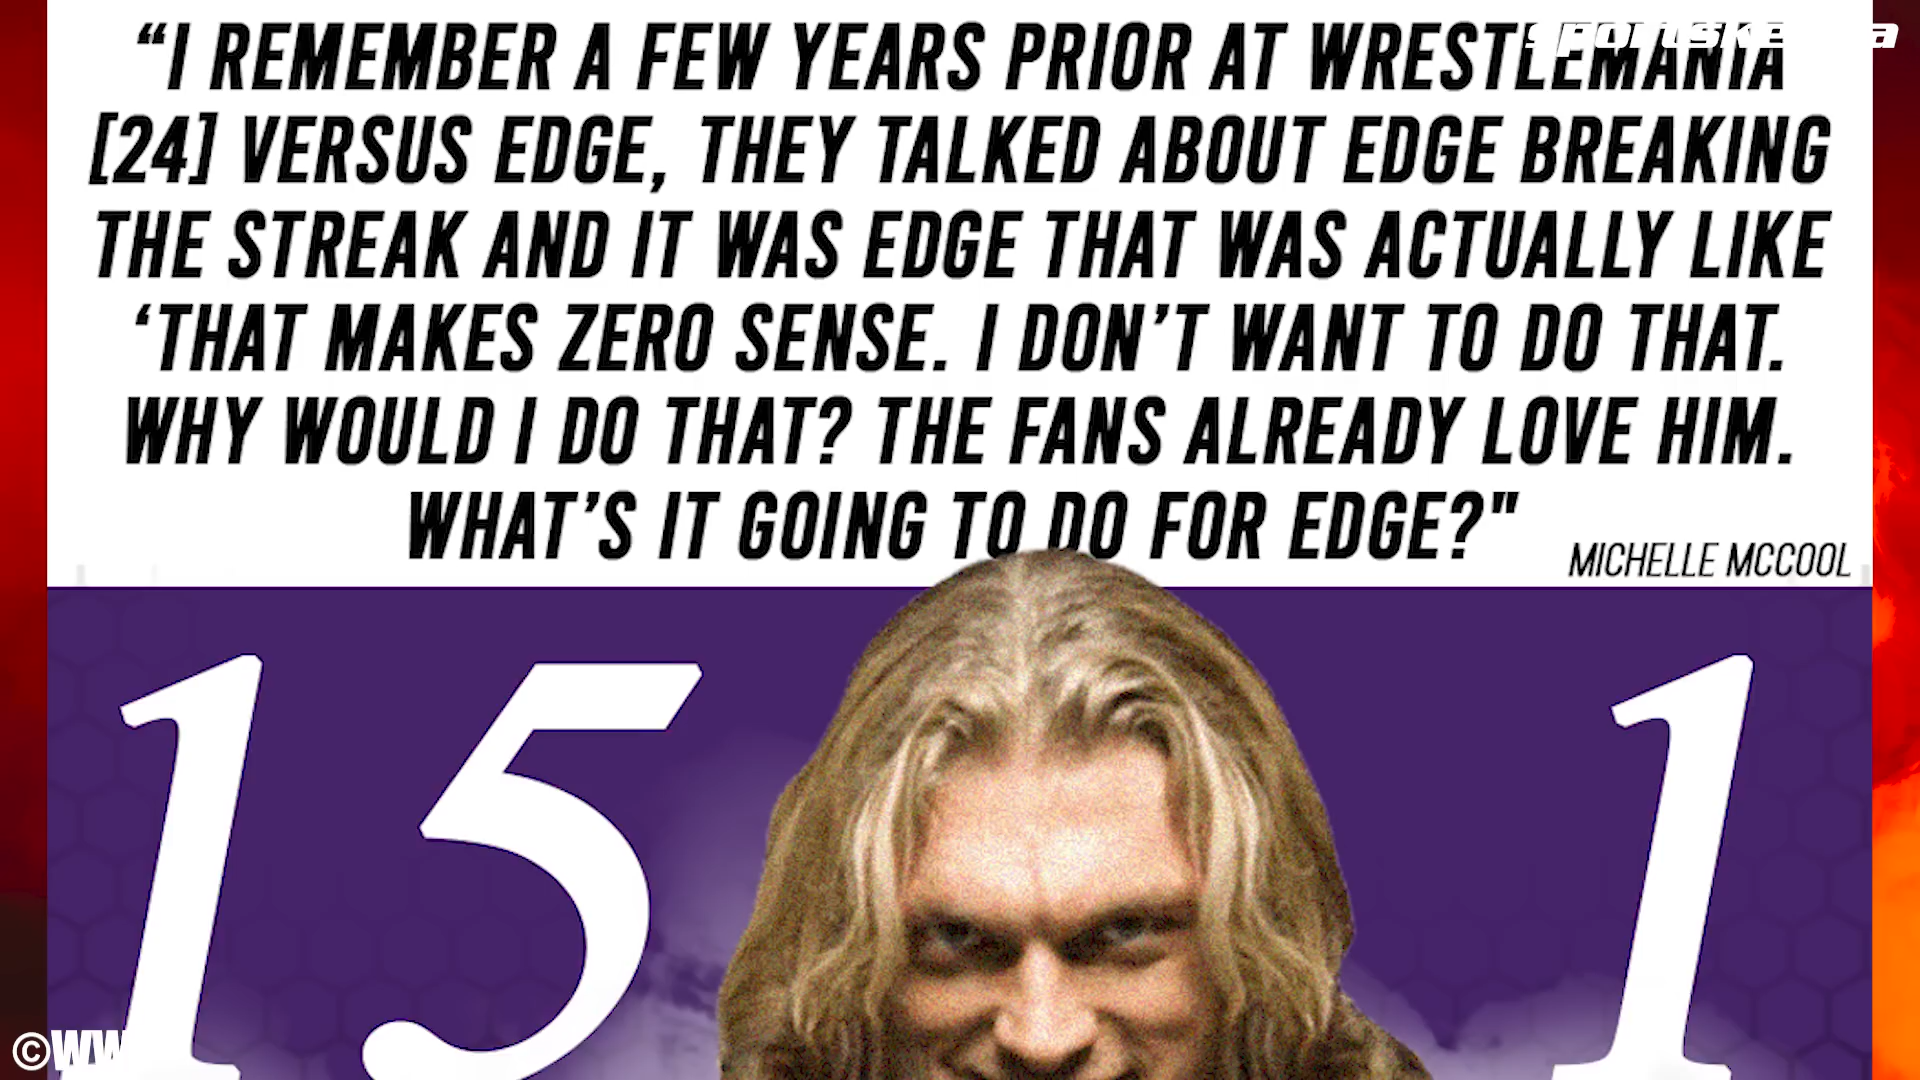 “I REMEMBER A FEW YEARS PRIOR AT WRESTLEMANIA
[24] VERSUS EDGE, THEY TALKED ABOUT EDGE BREAKING
THE STREAK AND IT WAS EDGE THAT WAS ACTUALLY LIKE
‘THAT MAKES ZERO SENSE. I DON’T WANT TO DO THAT.
WHY WOULD I DO THAT? THE FANS ALREADY LOVE HIM.
WHAT’S IT GOING TO DO FOR EDGE?"
MICHELLE MCCOOL
15 1